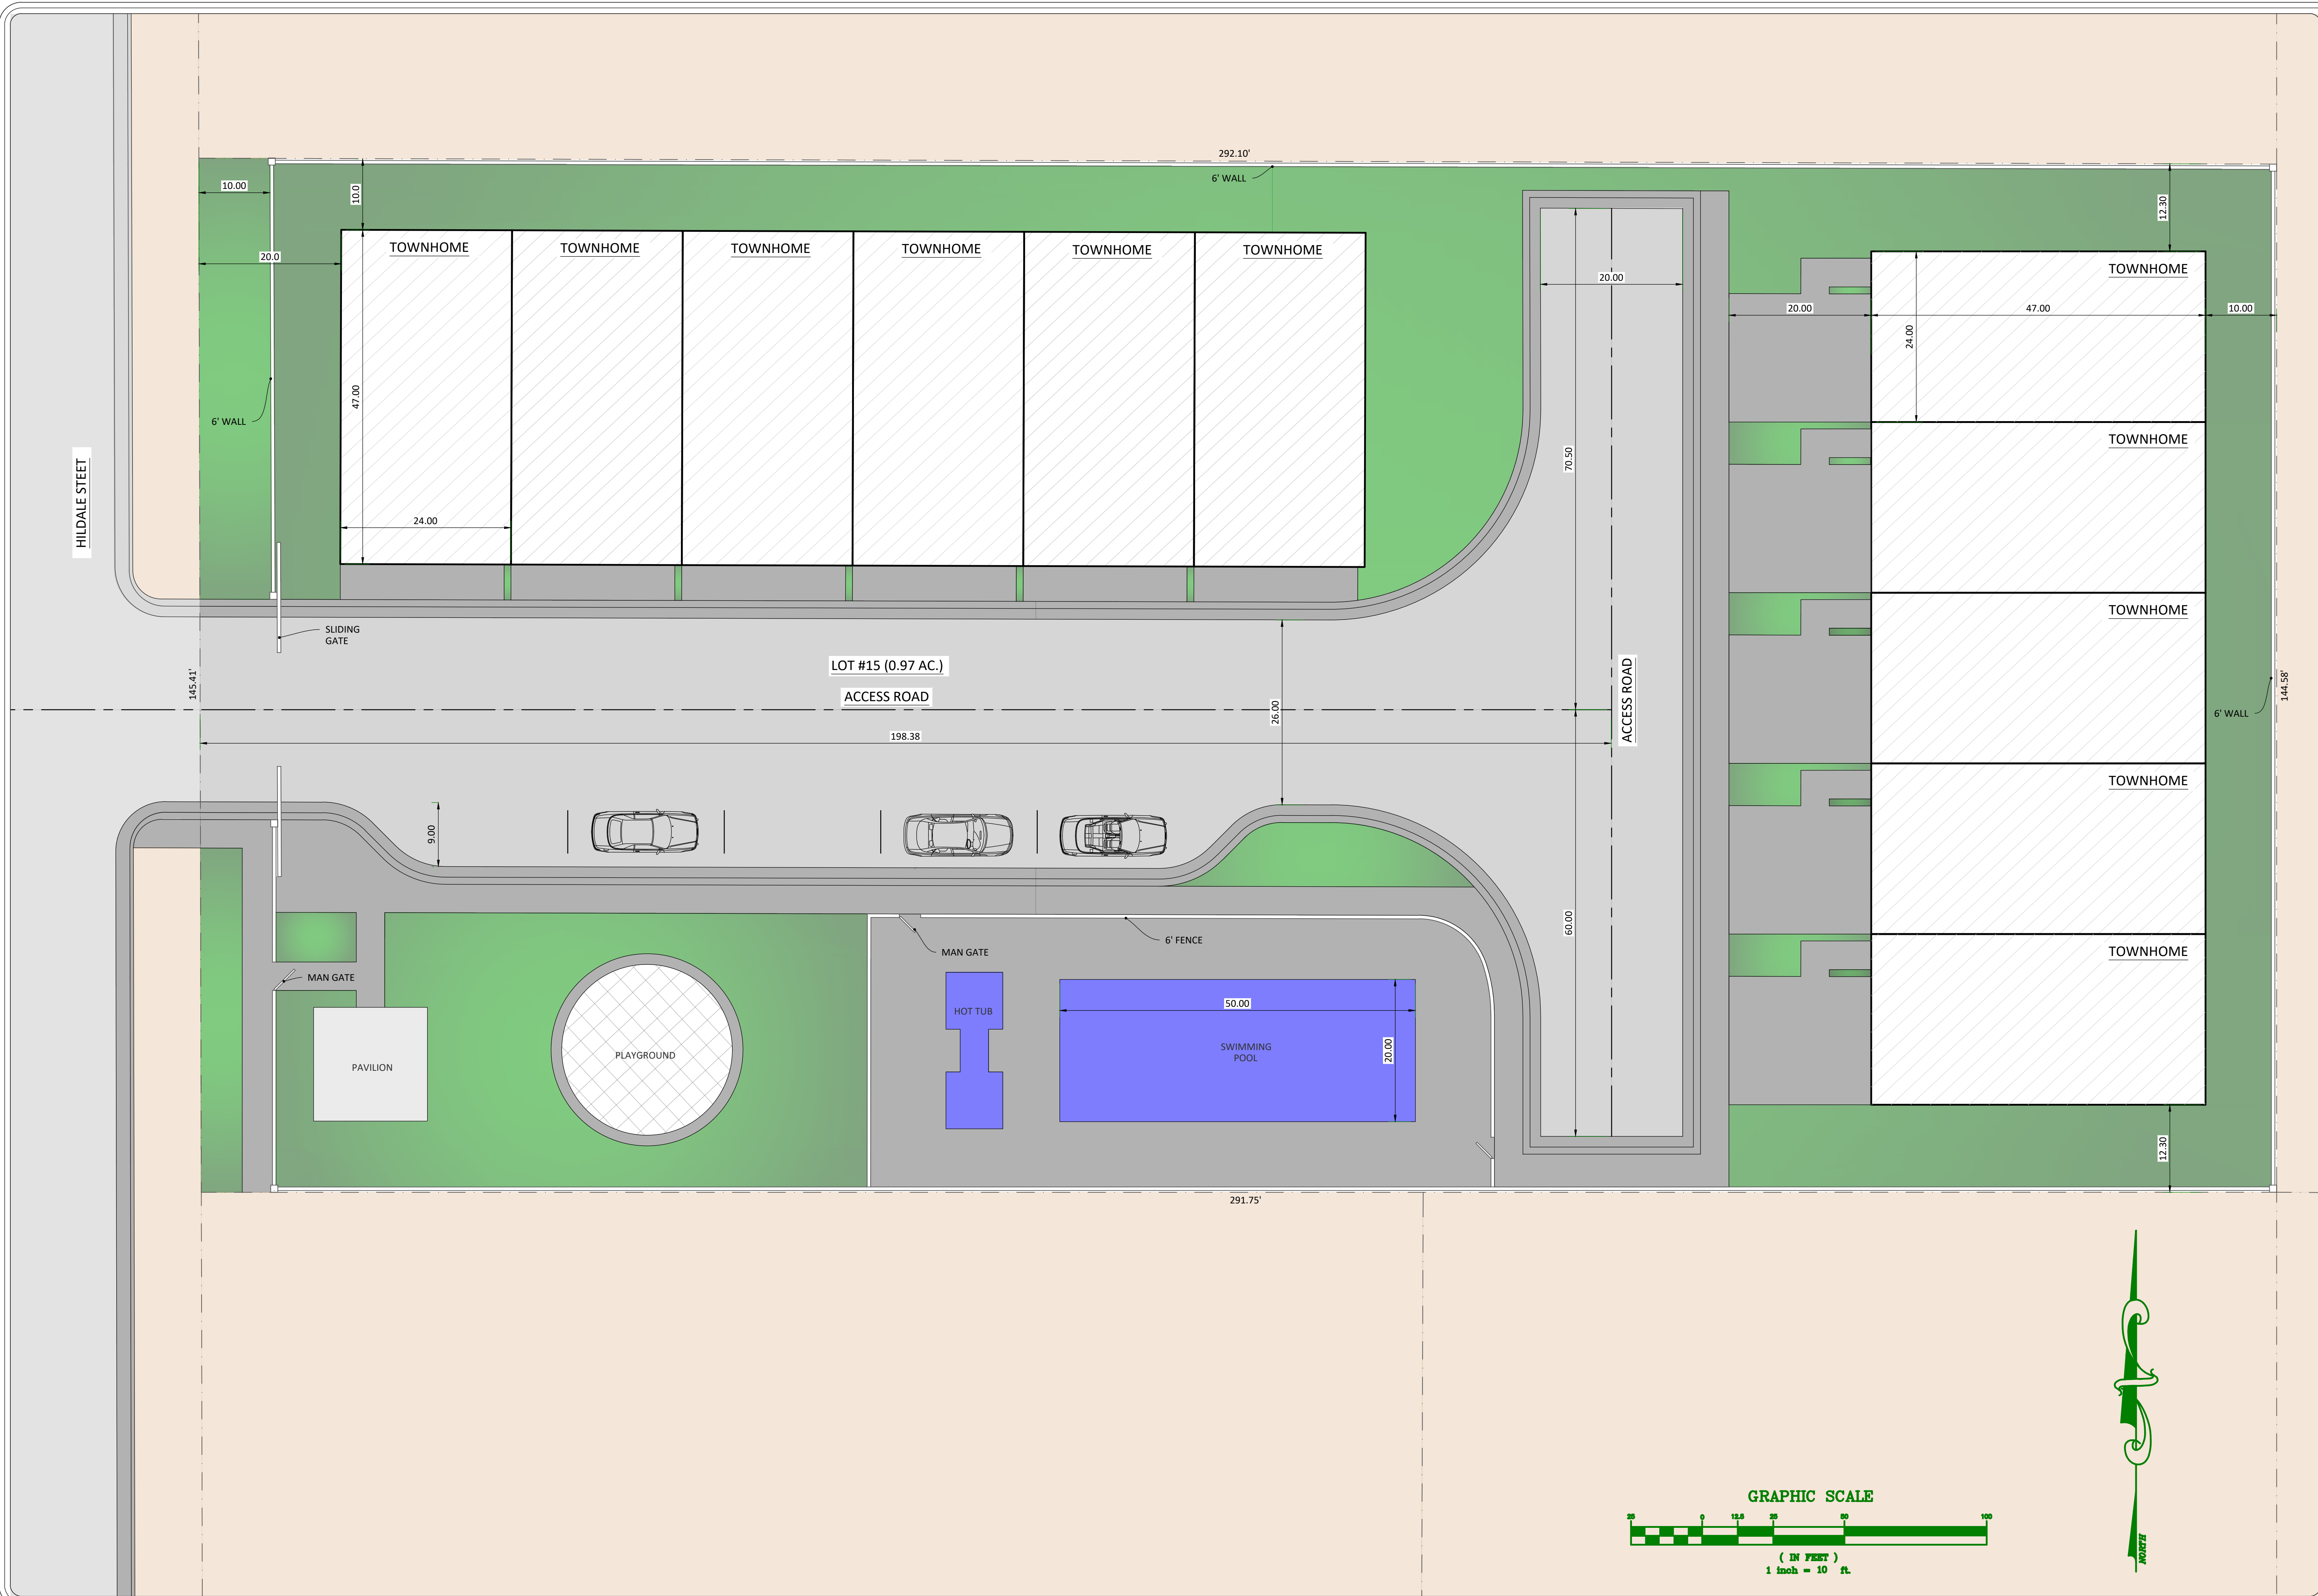 292.10'
6' WALL
10.00
10.0
12.30
TOWNHOME
TOWNHOME
TOWNHOME
TOWNHOME
TOWNHOME
TOWNHOME
20.0
TOWNHOME
20.00
20.00
47.00
10.00
24.00
47.00
6' WALL
TOWNHOME
70.50
HILDALE STEET
24.00
TOWNHOME
SLIDING
GATE
LOT #15 (0.97 AC.)
ACCESS ROAD
145.41'
26.00
ACCESS ROAD
144.58'
6' WALL
198.38
TOWNHOME
9.00
60.00
6' FENCE
MAN GATE
TOWNHOME
MAN GATE
50.00
HOT TUB
SWIMMING
POOL
20.00
PLAYGROUND
PAVILION
12.30
291.75'
GRAPHIC SCALE
25 0 12.5 25 50 100
( IN FEET )
1 inch = 10 ft.
NORTH